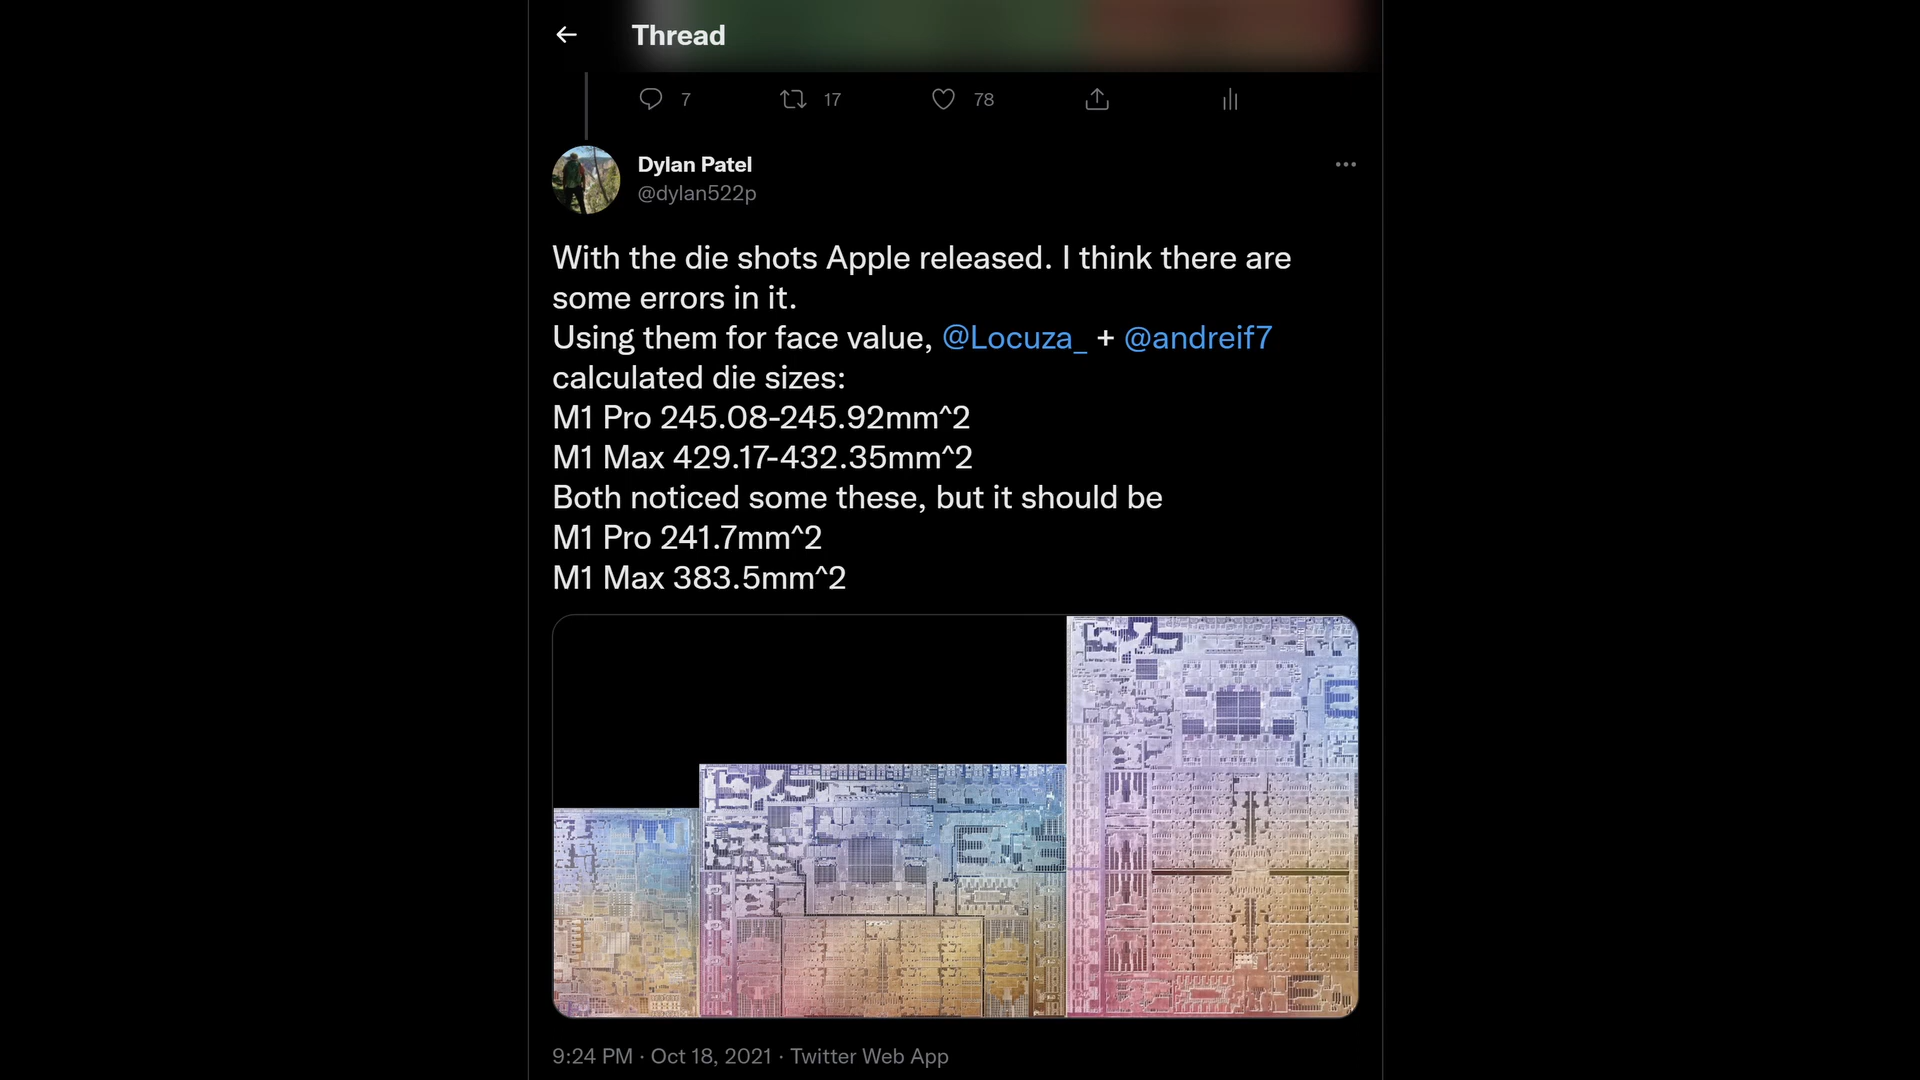 Thread
7 17 78
Dylan Patel
@dylan522p
With the die shots Apple released. I think there are
some errors in it.
Using them for face value, @Locuza_ + @andreif7
calculated die sizes:
M1 Pro 245.08-245.92mm^2
M1 Max 429.17-432.35mm^2
Both noticed some these, but it should be
M1 Pro 241.7mm^2
M1 Max 383.5mm^2
9:24 PM · Oct 18, 2021 · Twitter Web App